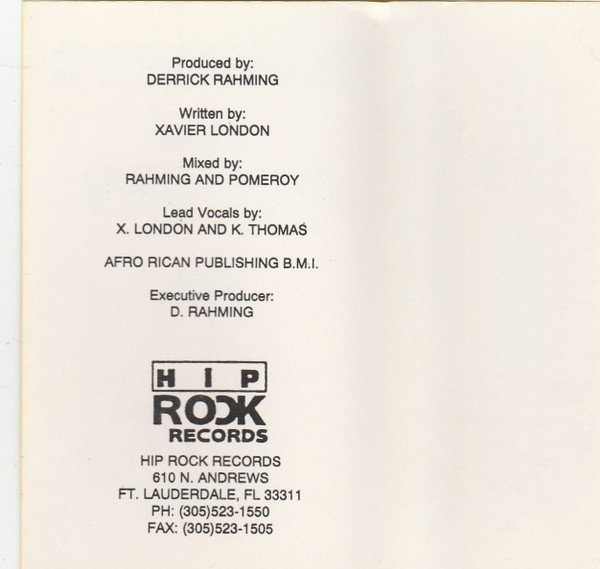 Produced by:
DERRICK RAHMING
Written by:
XAVIER LONDON
Mixed by:
RAHMING AND POMEROY
Lead Vocals by:
X. LONDON AND K. THOMAS
AFRO RICAN PUBLISHING B.M.I.
Executive Producer:
D. RAHMING
HIP
ROCK
RECORDS
HIP ROCK RECORDS
610 N. ANDREWS
FT. LAUDERDALE, FL 33311
PH: (305)523-1550
FAX: (305)523-1505